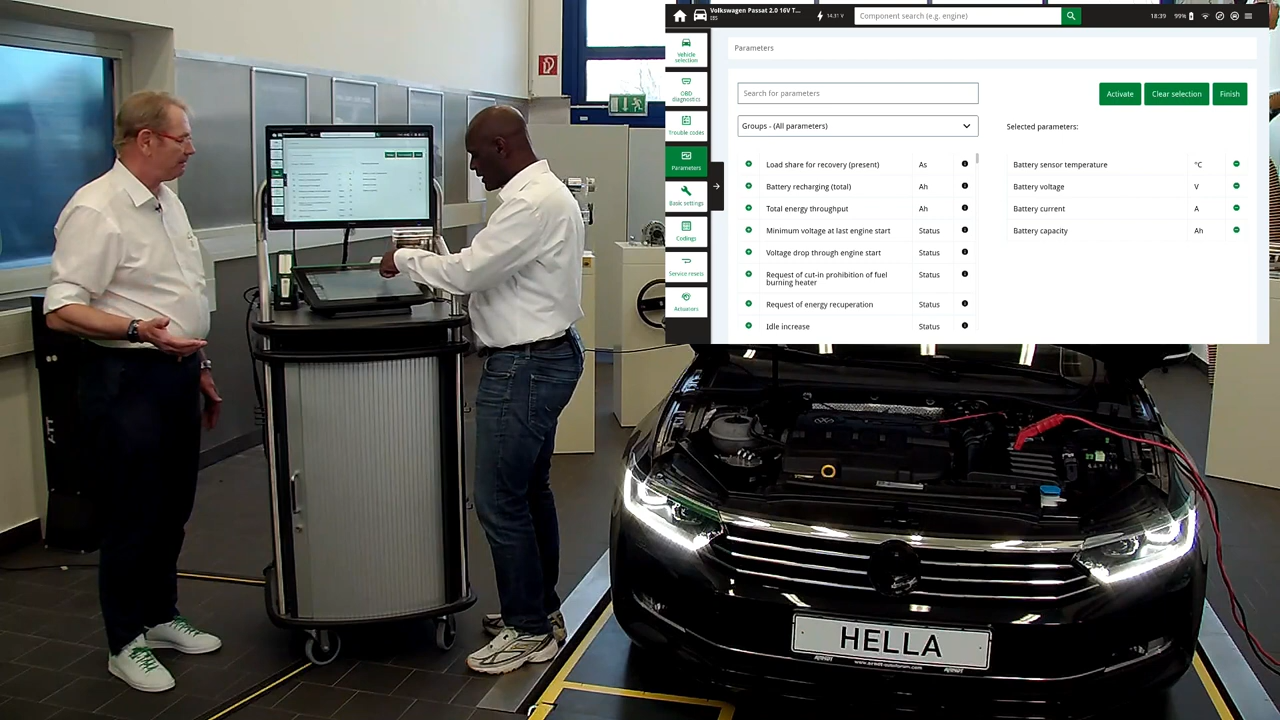 Volkswagen Passat 2.0 16V T...
EBS
14.31 V
Component search (e.g. engine)
18:39
99%
Vehicle
selection
OBD
diagnostics
Trouble codes
Parameters
Basic settings
Codings
Service resets
Actuators
Parameters
Search for parameters
Activate
Clear selection
Finish
Groups - (All parameters)
Selected parameters:
Load share for recovery (present) As
Battery recharging (total) Ah
Total energy throughput Ah
Minimum voltage at last engine start Status
Voltage drop through engine start Status
Request of cut-in prohibition of fuel
burning heater Status
Request of energy recuperation Status
Idle increase Status
Battery sensor temperature °C
Battery voltage V
Battery current A
Battery capacity Ah
HELLA